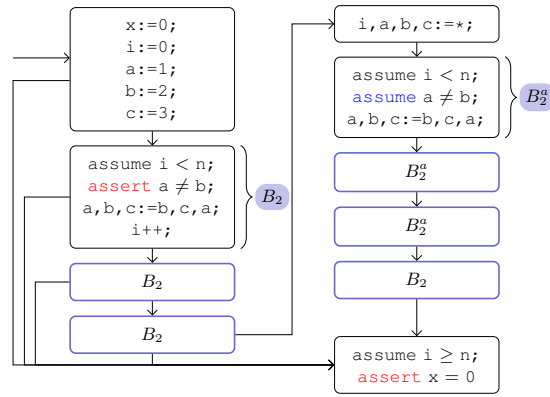 x:=0;
i:=0;
a:=1;
b:=2;
c:=3;
assume i < n;
assert a ≠ b;
a,b,c:=b,c,a;
i++;
B₂
B₂
B₂
i,a,b,c:=⋆;
assume i < n;
assume a ≠ b;
a,b,c:=b,c,a;
B₂ᵃ
B₂ᵃ
B₂ᵃ
B₂
assume i ≥ n;
assert x = 0